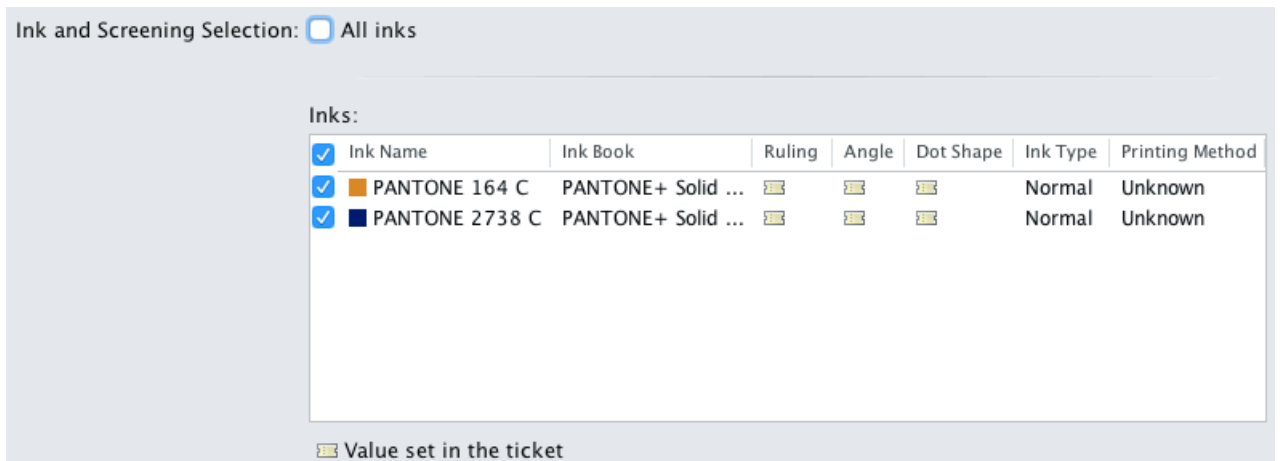 Ink and Screening Selection: All inks
Inks:
Ink Name Ink Book Ruling Angle Dot Shape Ink Type Printing Method
PANTONE 164 C PANTONE+ Solid ... Normal Unknown
PANTONE 2738 C PANTONE+ Solid ... Normal Unknown
Value set in the ticket